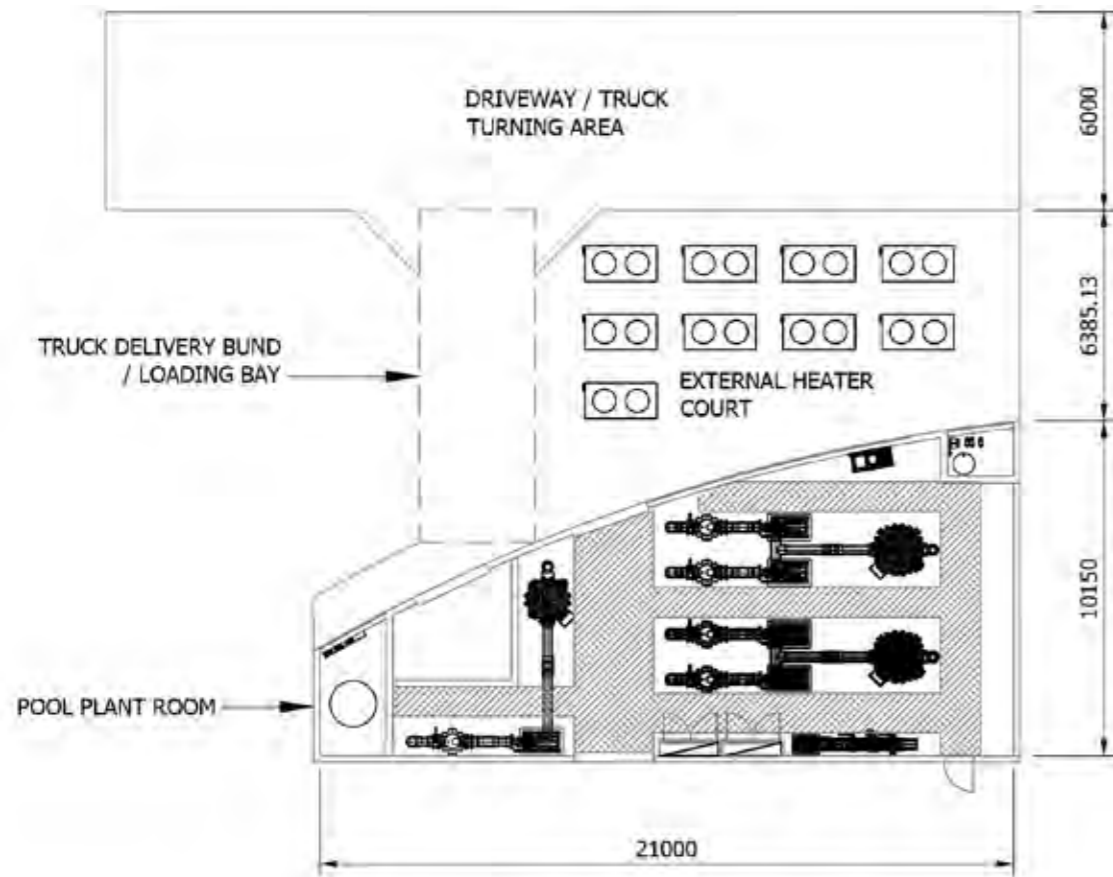 DRIVEWAY / TRUCK
TURNING AREA
6000
6385.13
TRUCK DELIVERY BUND
/ LOADING BAY
EXTERNAL HEATER
COURT
10150
POOL PLANT ROOM
21000